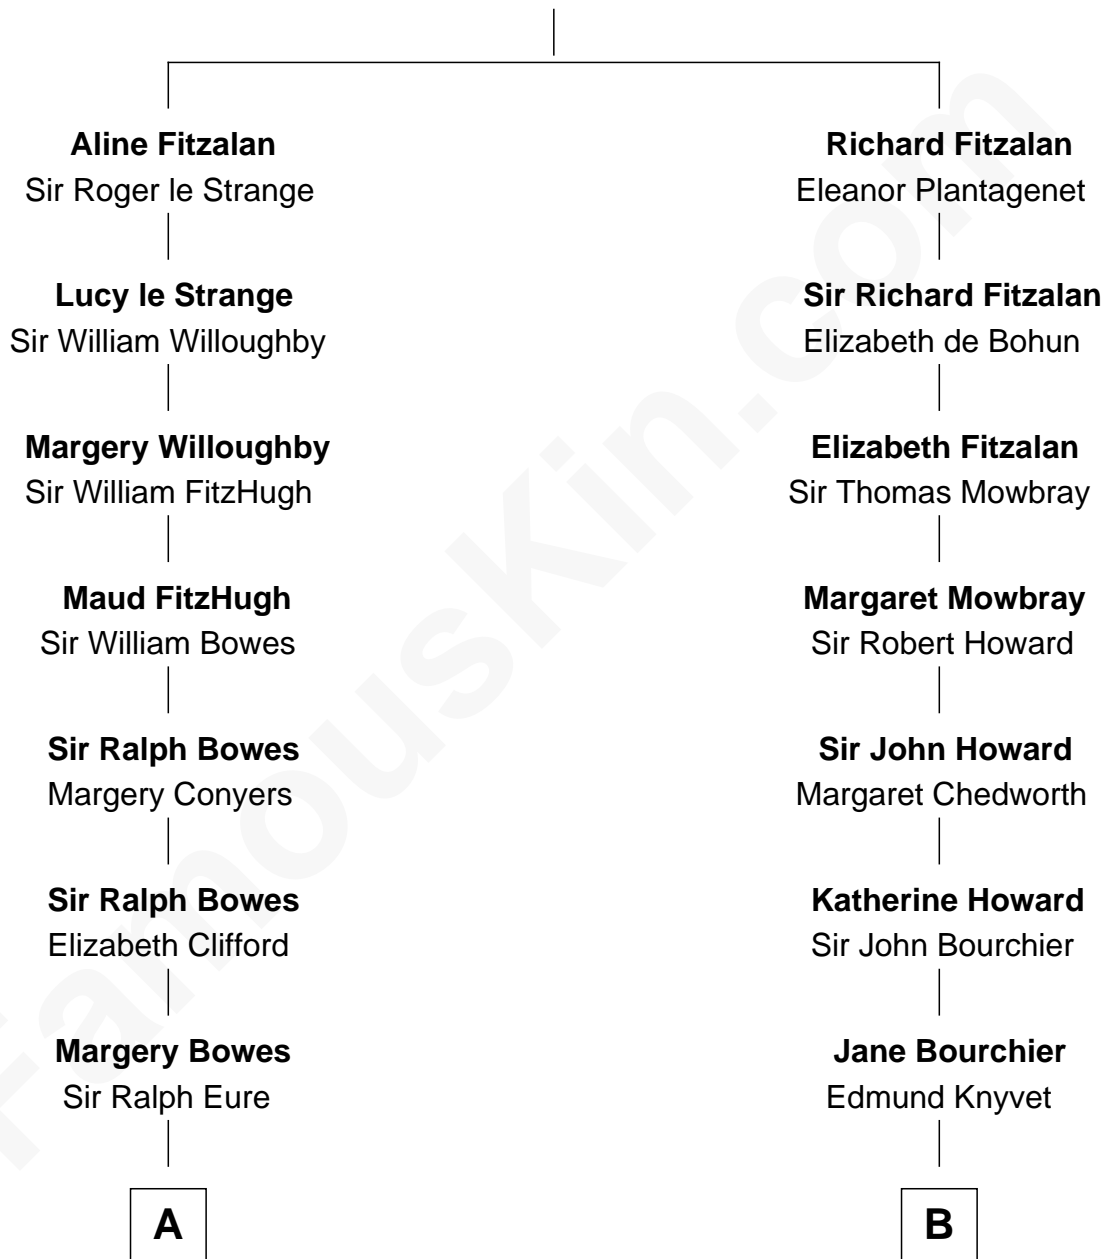 Aline Fitzalan
Sir Roger le Strange
Richard Fitzalan
Eleanor Plantagenet
Lucy le Strange
Sir William Willoughby
Sir Richard Fitzalan
Elizabeth de Bohun
Margery Willoughby
Sir William FitzHugh
Elizabeth Fitzalan
Sir Thomas Mowbray
Maud FitzHugh
Sir William Bowes
Margaret Mowbray
Sir Robert Howard
Sir Ralph Bowes
Margery Conyers
Sir John Howard
Margaret Chedworth
Sir Ralph Bowes
Elizabeth Clifford
Katherine Howard
Sir John Bourchier
Margery Bowes
Sir Ralph Eure
Jane Bourchier
Edmund Knyvet
A
B
FamousKin.com